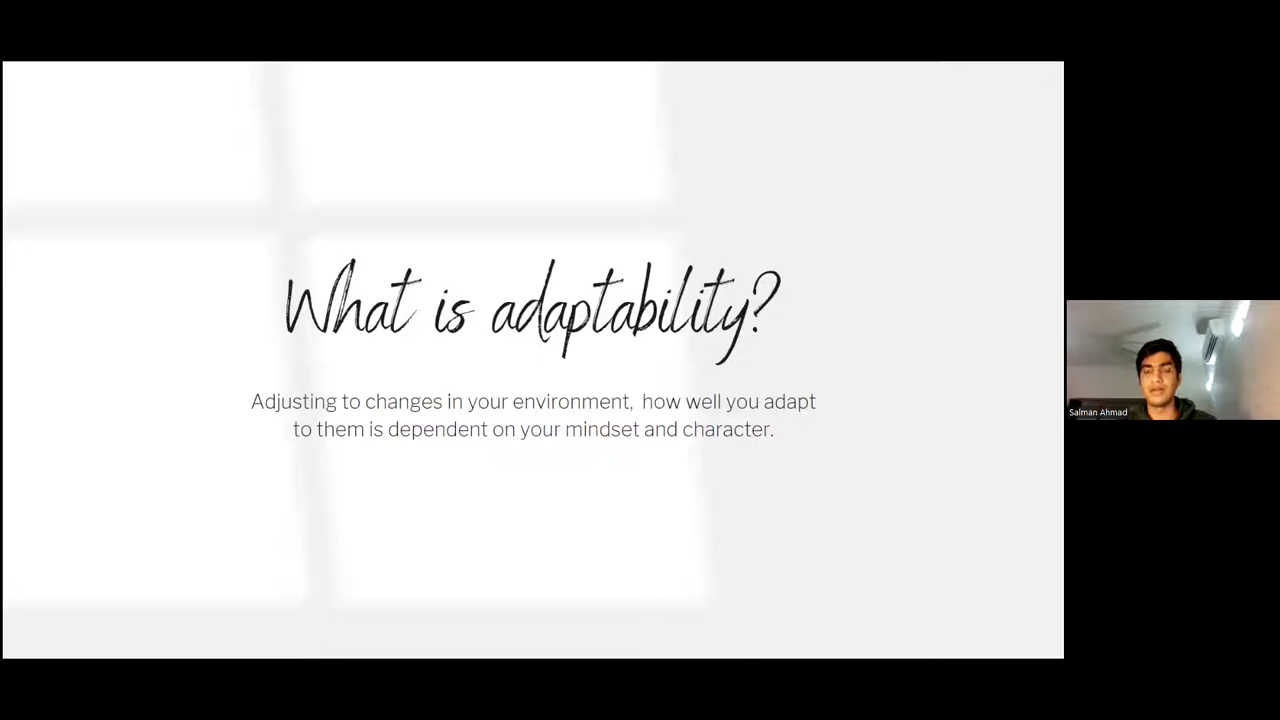 What is adaptability?
Adjusting to changes in your environment, how well you adapt
to them is dependent on your mindset and character.
Salman Ahmad